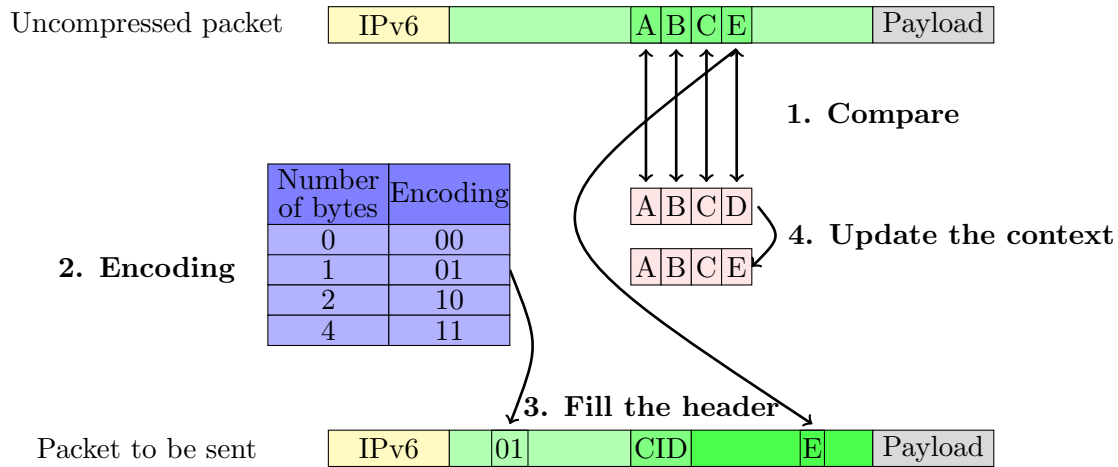 Uncompressed packet IPv6 A B C E Payload
1. Compare
Number of bytes Encoding
A B C D
0 00
4. Update the context
2. Encoding
1 01
A B C E
2 10
4 11
3. Fill the header
Packet to be sent IPv6 01 CID E Payload